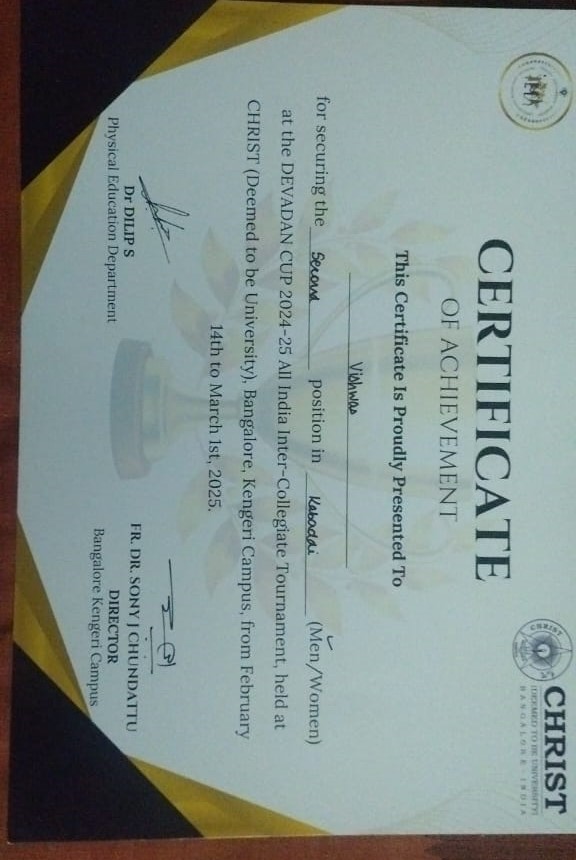 CHRIST
(DEEMED TO BE UNIVERSITY)
BANGALORE · INDIA
CERTIFICATE
OF ACHIEVEMENT
This Certificate Is Proudly Presented To
Vishwas
for securing the Second position in Kabaddi (Men/Women)
at the DEVADAN CUP 2024-25 All India Inter-Collegiate Tournament, held at
CHRIST (Deemed to be University), Bangalore, Kengeri Campus, from February
14th to March 1st, 2025.
Dr DILIP S
Physical Education Department
FR. DR. SONY J CHUNDATTU
DIRECTOR
Bangalore Kengeri Campus